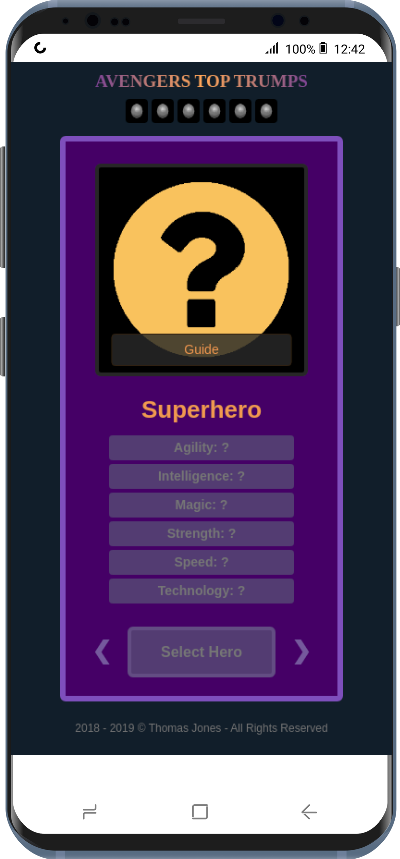 100% 12:42
AVENGERS TOP TRUMPS
?
Guide
Superhero
Agility: ?
Intelligence: ?
Magic: ?
Strength: ?
Speed: ?
Technology: ?
❮ Select Hero ❯
2018 - 2019 © Thomas Jones - All Rights Reserved